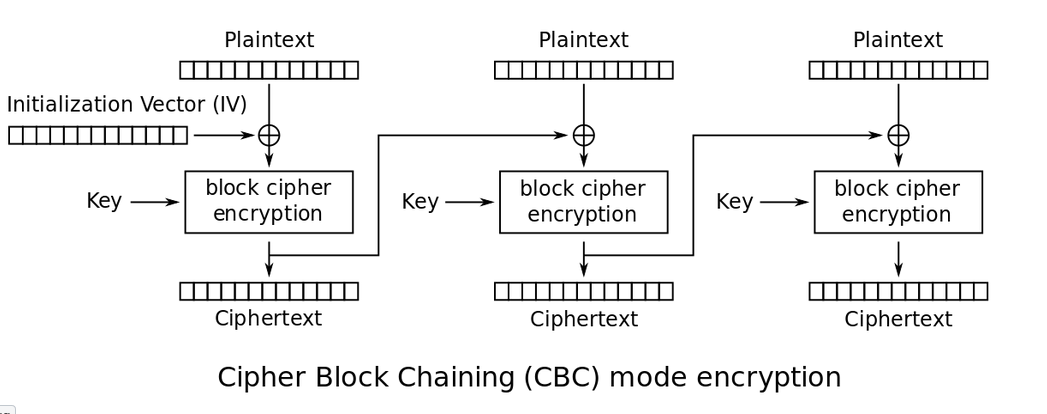 Plaintext
Plaintext
Plaintext
Initialization Vector (IV)
Key
block cipher
encryption
Key
block cipher
encryption
Key
block cipher
encryption
Ciphertext
Ciphertext
Ciphertext
Cipher Block Chaining (CBC) mode encryption